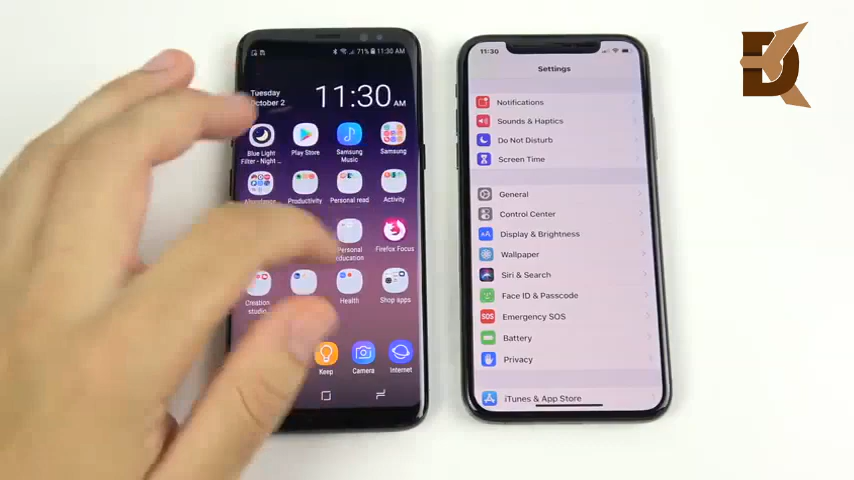 71% 11:30 AM
Tuesday
October 2
11:30 AM
Blue Light
Filter - Night ...
Play Store
Samsung
Music
Samsung
Productivity
Personal read
Activity
Personal
education
Firefox Focus
Creation
studio...
Health
Shop apps
Keep
Camera
Internet
11:30
Settings
Notifications
Sounds & Haptics
Do Not Disturb
Screen Time
General
Control Center
AA
Display & Brightness
Wallpaper
Siri & Search
Face ID & Passcode
SOS
Emergency SOS
Battery
Privacy
iTunes & App Store
DK